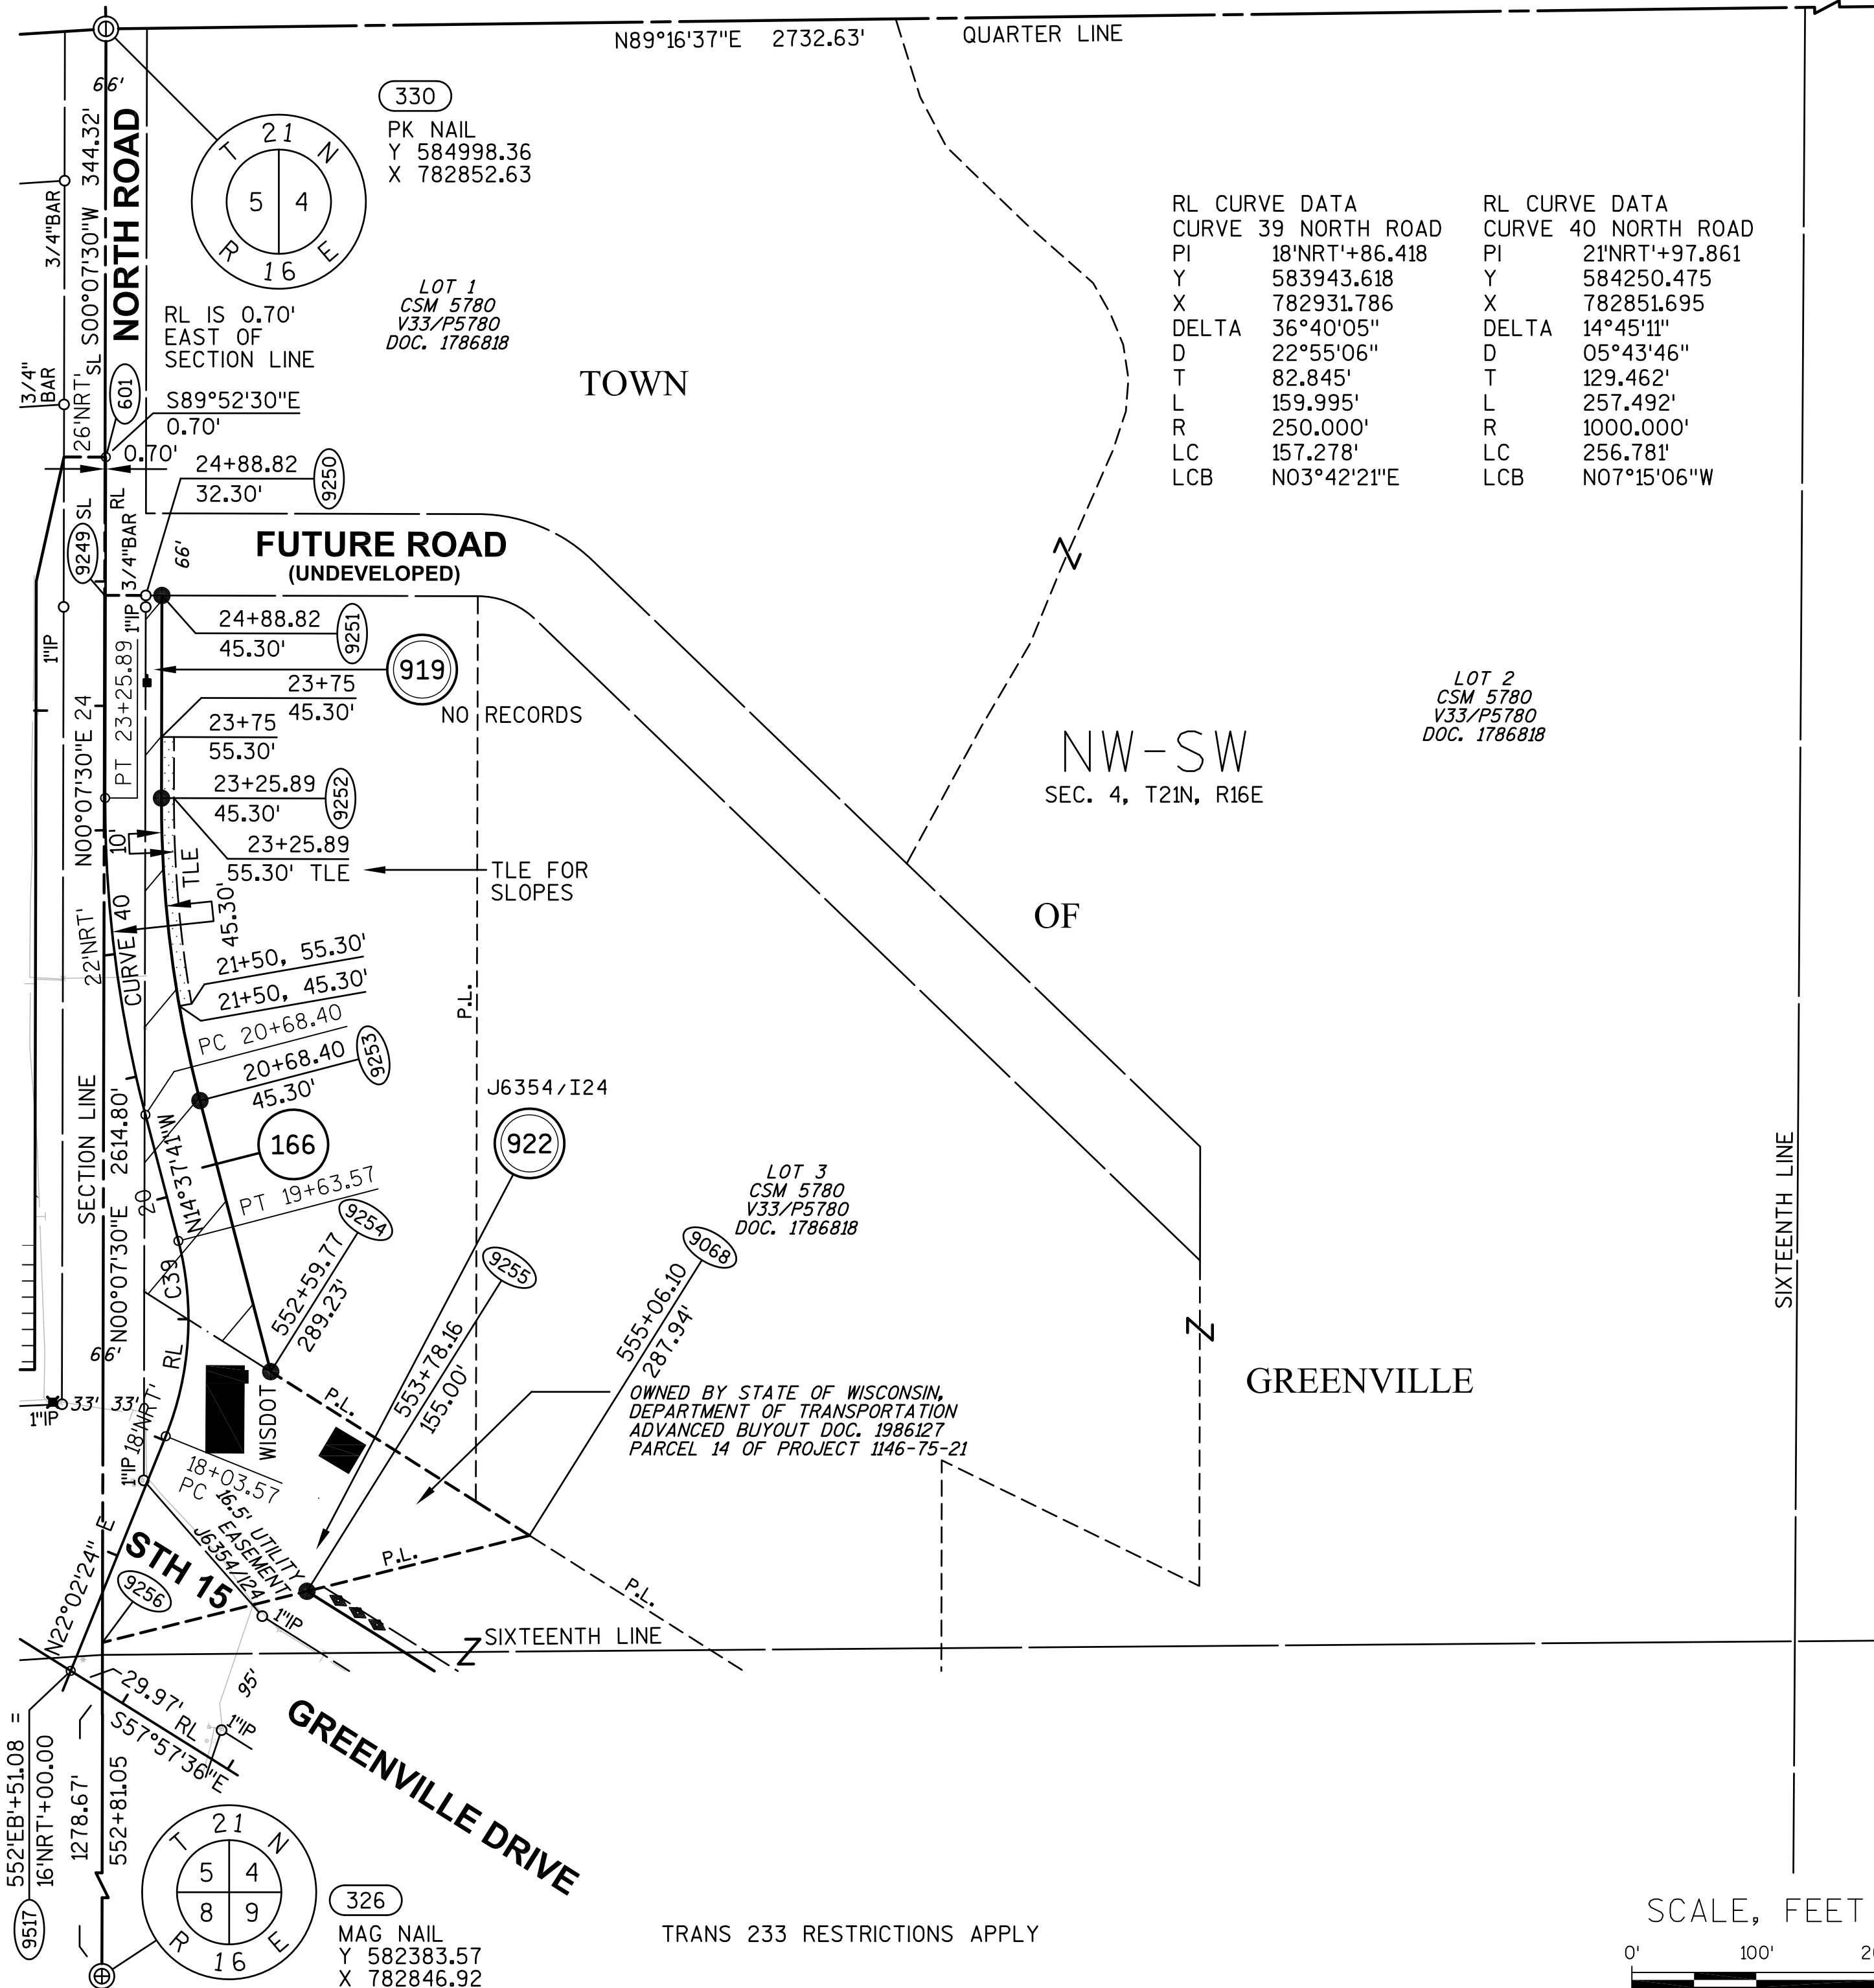 N89°16'37"E 2732.63' QUARTER LINE
66'
S00°07'30"W 344.32'
NORTH ROAD
3/4"BAR
T 21 N
5 4
R 16 E
330
PK NAIL
Y 584998.36
X 782852.63
RL IS 0.70'
EAST OF
SECTION LINE
LOT 1
CSM 5780
V33/P5780
DOC. 1786818
TOWN
RL CURVE DATA
CURVE 39 NORTH ROAD
PI 18'NRT'+86.418
Y 583943.618
X 782931.786
DELTA 36°40'05"
D 22°55'06"
T 82.845'
L 159.995'
R 250.000'
LC 157.278'
LCB N03°42'21"E
RL CURVE DATA
CURVE 40 NORTH ROAD
PI 21'NRT'+97.861
Y 584250.475
X 782851.695
DELTA 14°45'11"
D 05°43'46"
T 129.462'
L 257.492'
R 1000.000'
LC 256.781'
LCB N07°15'06"W
3/4"
BAR
26'NRT'
SL
601
S89°52'30"E
0.70'
0.70'
24+88.82
32.30'
9250
SL
RL
9249
3/4"BAR
66'
FUTURE ROAD
(UNDEVELOPED)
1"IP
1"IP
24+88.82
45.30'
9251
919
NO RECORDS
PT 23+25.89
23+75
45.30'
23+75
55.30'
23+25.89
45.30'
9252
23+25.89
55.30' TLE
TLE FOR
SLOPES
N00°07'30"E 24
10'
TLE
45.30'
22'NRT'
CURVE 40
21+50, 55.30'
21+50, 45.30'
PC 20+68.40
20+68.40
45.30'
9253
P.L.
NW-SW
SEC. 4, T21N, R16E
LOT 2
CSM 5780
V33/P5780
DOC. 1786818
OF
SECTION LINE
N00°07'30"E 2614.80'
N14°37'41"W
20
166
PT 19+63.57
C39
RL
J6354/I24
922
LOT 3
CSM 5780
V33/P5780
DOC. 1786818
SIXTEENTH LINE
552+59.77
289.23'
9254
553+78.16
155.00'
9255
555+06.10
287.94'
9068
GREENVILLE
66'
33' 33'
1"IP
18'NRT'
1"IP
WISDOT
P.L.
OWNED BY STATE OF WISCONSIN,
DEPARTMENT OF TRANSPORTATION
ADVANCED BUYOUT DOC. 1986127
PARCEL 14 OF PROJECT 1146-75-21
18+03.57
PC
16.5' UTILITY
EASEMENT
J6354/I24
P.L.
P.L.
N22°02'24" E
STH 15
9256
1"IP
SIXTEENTH LINE
95'
29.97'
RL
S57°57'36"E
1"IP
GREENVILLE DRIVE
552'EB'+51.08 =
16'NRT'+00.00
9517
1278.67'
552+81.05
T 21 N
5 4
8 9
R 16 E
326
MAG NAIL
Y 582383.57
X 782846.92
TRANS 233 RESTRICTIONS APPLY
SCALE, FEET
0' 100'